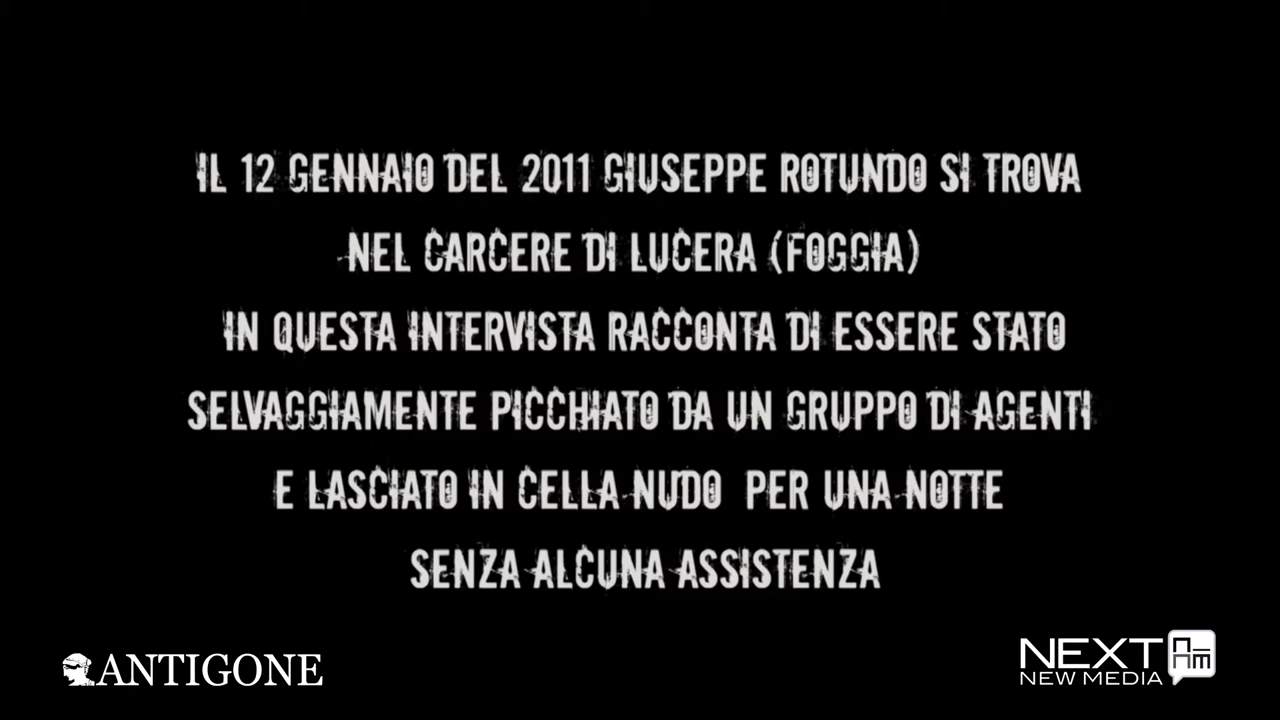 IL 12 GENNAIO DEL 2011 GIUSEPPE ROTUNDO SI TROVA
NEL CARCERE DI LUCERA (FOGGIA)
IN QUESTA INTERVISTA RACCONTA DI ESSERE STATO
SELVAGGIAMENTE PICCHIATO DA UN GRUPPO DI AGENTI
E LASCIATO IN CELLA NUDO PER UNA NOTTE
SENZA ALCUNA ASSISTENZA
ANTIGONE
NEXT
NEW MEDIA